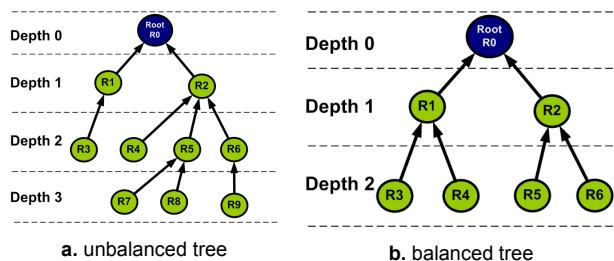 Depth 0
Root
R0
Depth 1
R1
R2
Depth 2
R3
R4
R5
R6
Depth 3
R7
R8
R9
a. unbalanced tree
Depth 0
Root
R0
Depth 1
R1
R2
Depth 2
R3
R4
R5
R6
b. balanced tree